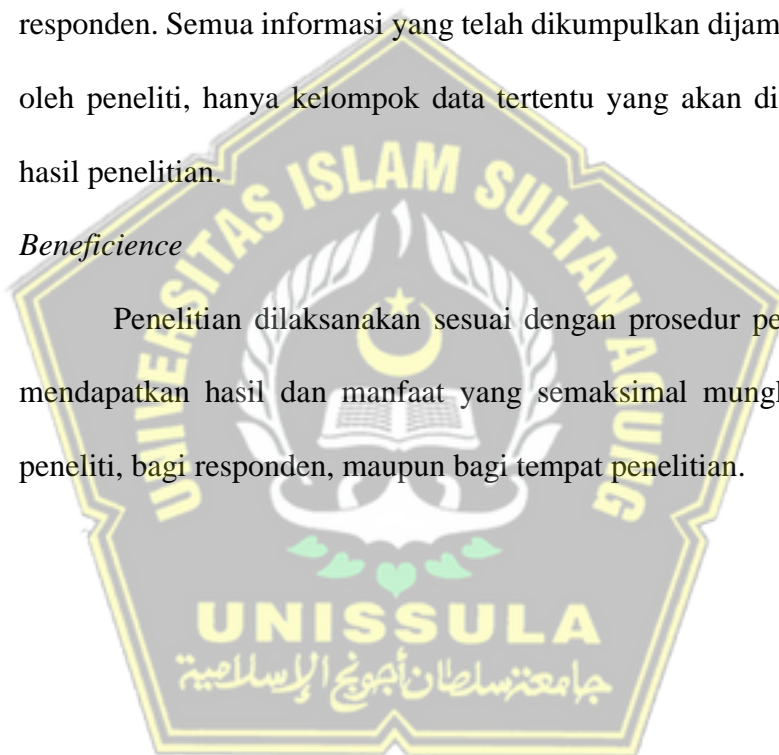 responden. Semua informasi yang telah dikumpulkan dijam
oleh peneliti, hanya kelompok data tertentu yang akan di
hasil penelitian.
Beneficience
Penelitian dilaksanakan sesuai dengan prosedur pe
mendapatkan hasil dan manfaat yang semaksimal mungk
peneliti, bagi responden, maupun bagi tempat penelitian.
UNIVERSITAS ISLAM SULTAN AGUNG
UNISSULA
جامعتنسلطان أجونج الإسلامية